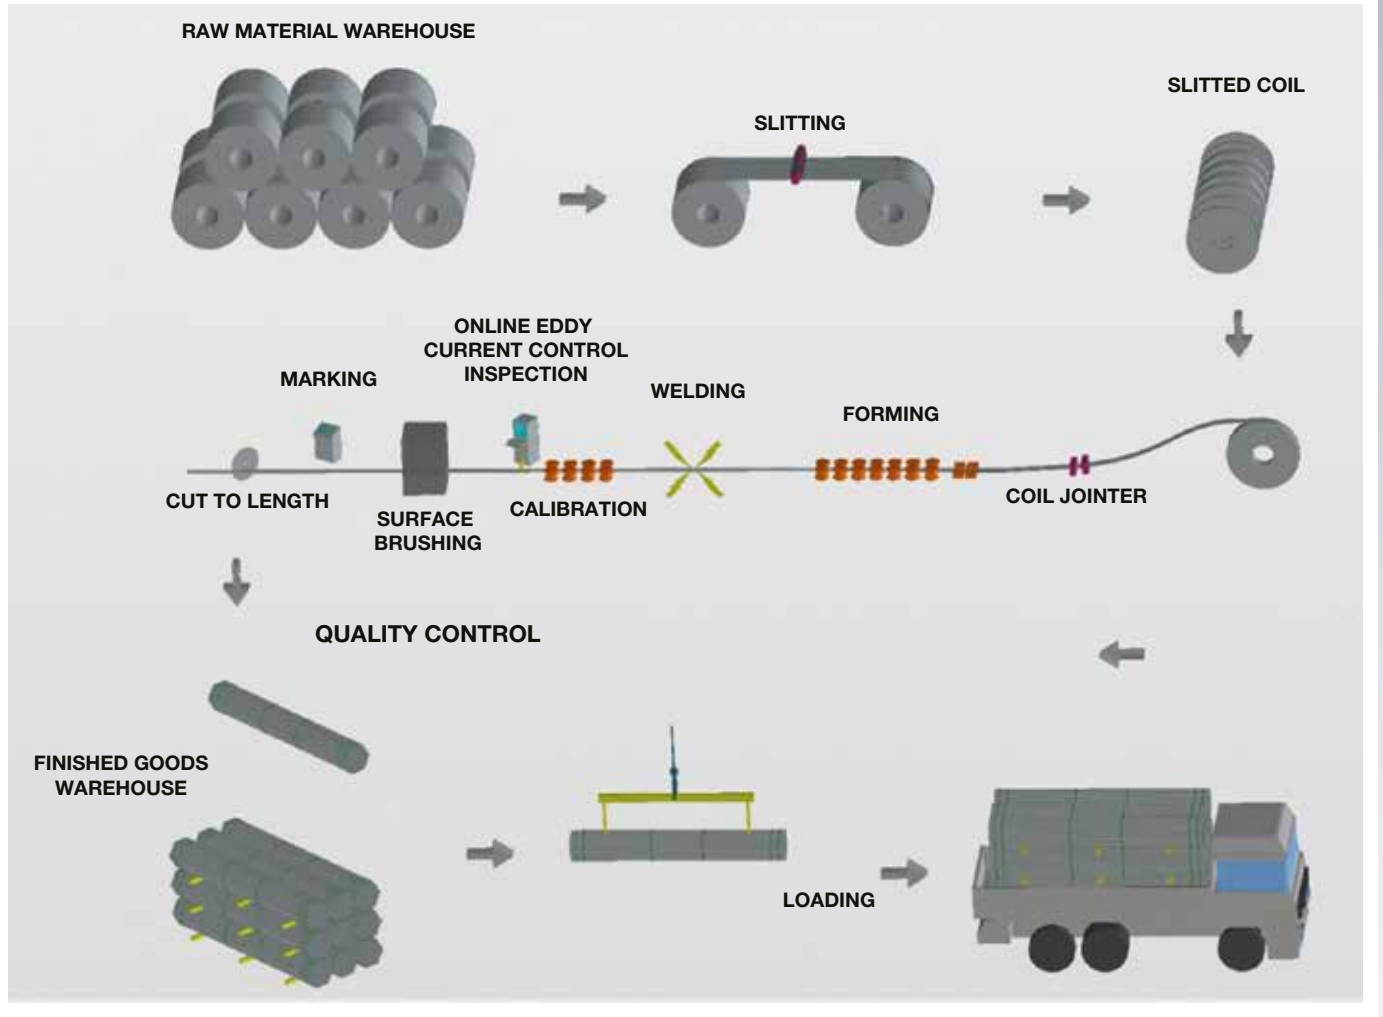 RAW MATERIAL WAREHOUSE
SLITTING
SLITTED COIL
ONLINE EDDY
CURRENT CONTROL
INSPECTION
MARKING
WELDING
FORMING
CUT TO LENGTH
SURFACE
BRUSHING
CALIBRATION
COIL JOINTER
QUALITY CONTROL
FINISHED GOODS
WAREHOUSE
LOADING